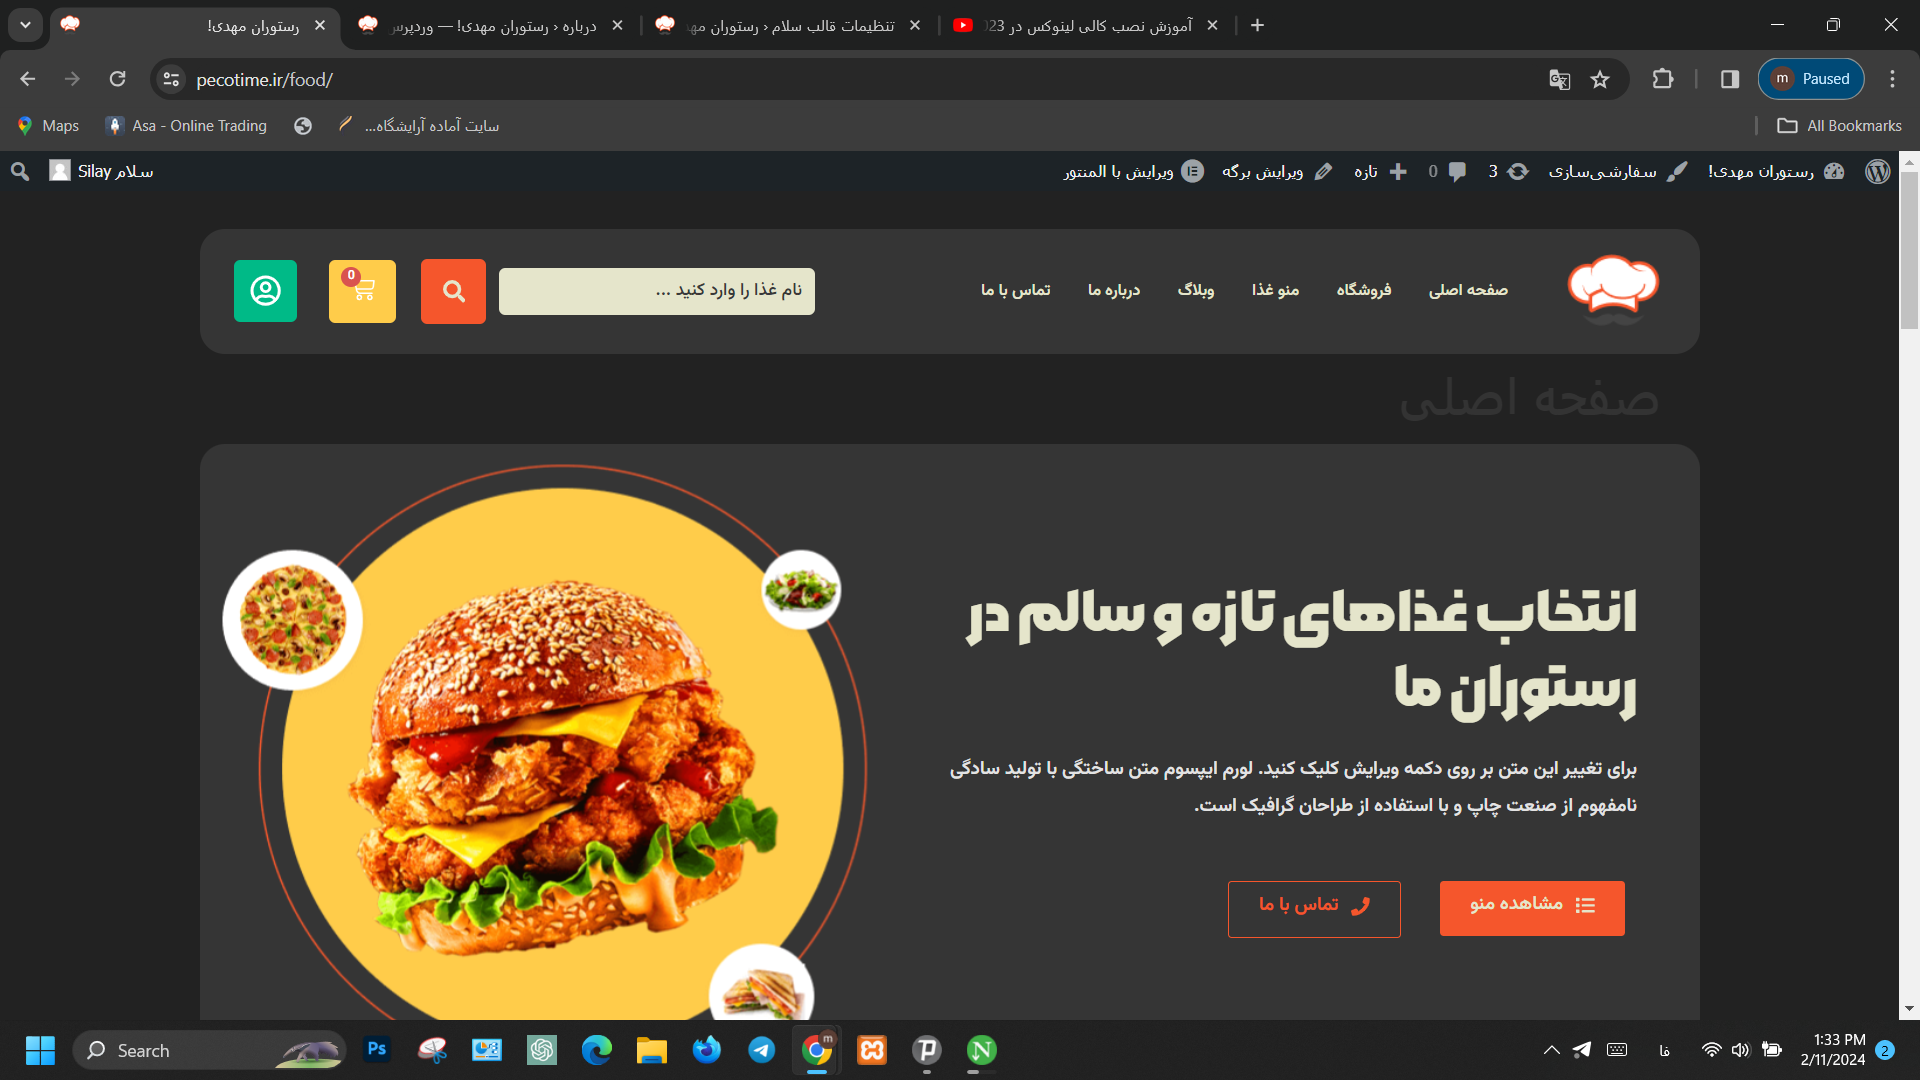 رستوران مهدی!
درباره ‹ رستوران مهدی! — وردپرس
تنظیمات قالب سلام ‹ رستوران مه
آموزش نصب کالی لینوکس در 023
pecotime.ir/food/
m Paused
Maps
Asa - Online Trading
سایت آماده آرایشگاه...
All Bookmarks
رستوران مهدی!
سفارشی‌سازی
3
0
تازه
ویرایش برگه
ویرایش با المنتور
سلام Silay
صفحه اصلی
فروشگاه
منو غذا
وبلاگ
درباره ما
تماس با ما
نام غذا را وارد کنید ...
0
صفحه اصلی
انتخاب غذاهای تازه و سالم در
رستوران ما
برای تغییر این متن بر روی دکمه ویرایش کلیک کنید. لورم ایپسوم متن ساختگی با تولید سادگی
نامفهوم از صنعت چاپ و با استفاده از طراحان گرافیک است.
مشاهده منو
تماس با ما
Search
Ps
m
فا
1:33 PM
2/11/2024
2